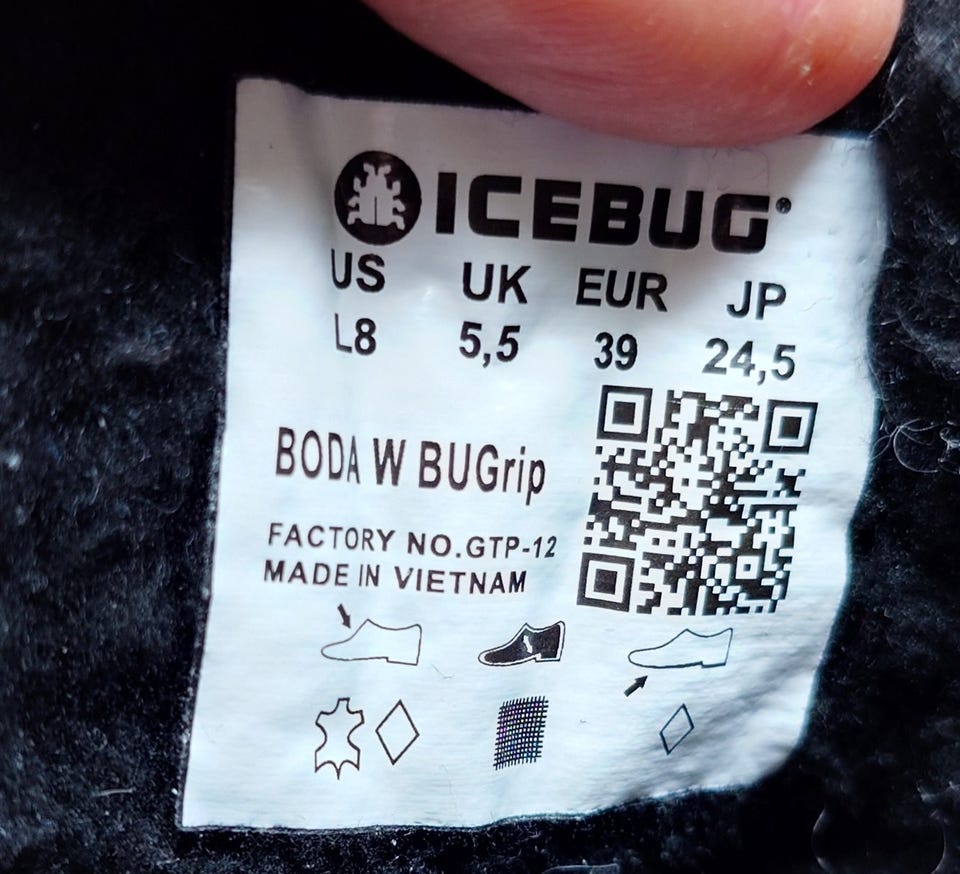 ICEBUG®
US UK EUR JP
L8 5,5 39 24,5
BODA W BUGrip
FACTORY NO.GTP-12
MADE IN VIETNAM